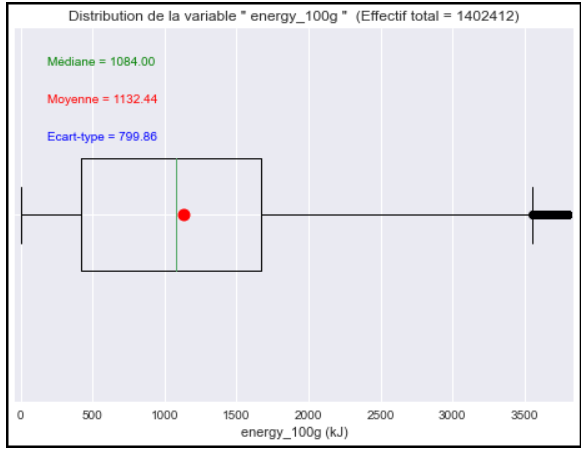 Distribution de la variable " energy_100g " (Effectif total = 1402412)
Médiane = 1084.00
Moyenne = 1132.44
Ecart-type = 799.86
0 500 1000 1500 2000 2500 3000 3500
energy_100g (kJ)